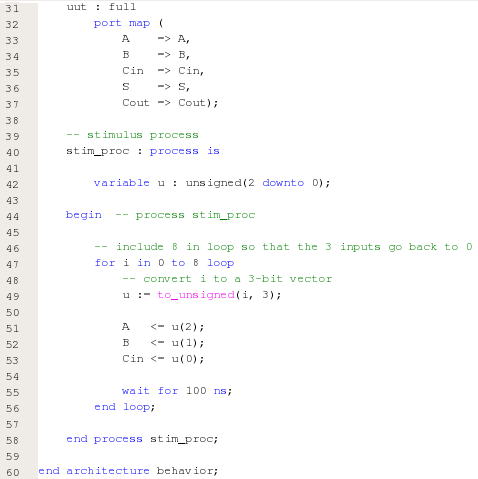 31     uut : full
32         port map (
33             A    => A,
34             B    => B,
35             Cin  => Cin,
36             S    => S,
37             Cout => Cout);
38
39     -- stimulus process
40     stim_proc : process is
41
42         variable u : unsigned(2 downto 0);
43
44     begin  -- process stim_proc
45
46         -- include 8 in loop so that the 3 inputs go back to 0
47         for i in 0 to 8 loop
48             -- convert i to a 3-bit vector
49             u := to_unsigned(i, 3);
50
51             A   <= u(2);
52             B   <= u(1);
53             Cin <= u(0);
54
55             wait for 100 ns;
56         end loop;
57
58     end process stim_proc;
59
60 end architecture behavior;